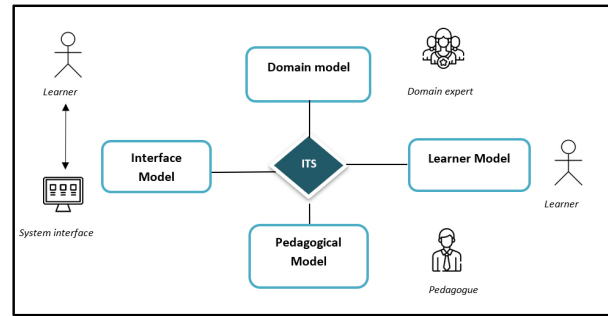 Learner
Domain model
Domain expert
Interface
Model
ITS
Learner Model
System interface
Learner
Pedagogical
Model
Pedagogue